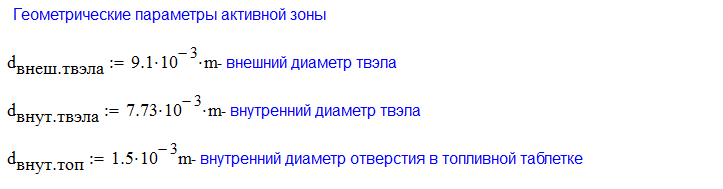 Геометрические параметры активной зоны
dвнеш.твэла := 9.1·10⁻³·m- внешний диаметр твэла
dвнут.твэла := 7.73·10⁻³·m- внутренний диаметр твэла
dвнут.топ := 1.5·10⁻³m- внутренний диаметр отверстия в топливной таблетке